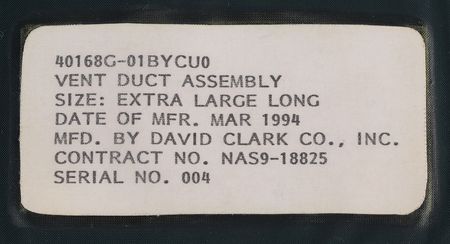 40168G-01BYCU0
VENT DUCT ASSEMBLY
SIZE: EXTRA LARGE LONG
DATE OF MFR. MAR 1994
MFD. BY DAVID CLARK CO., INC.
CONTRACT NO. NAS9-18825
SERIAL NO. 004